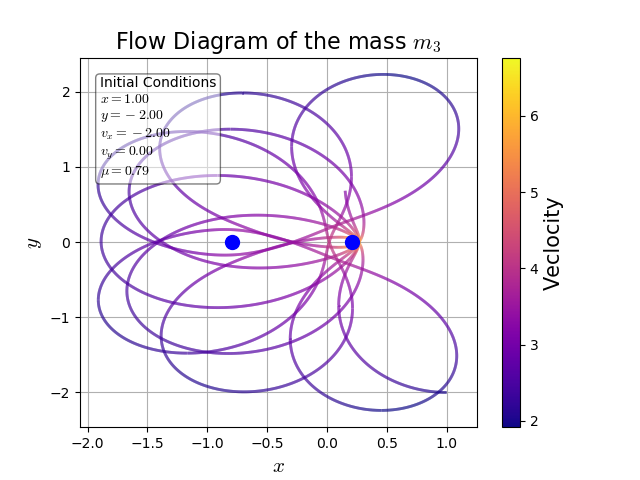 Flow Diagram of the mass m₃
Initial Conditions
x = 1.00
y = −2.00
vₓ = −2.00
v_y = 0.00
μ = 0.79
y
2
1
0
−1
−2
−2.0 −1.5 −1.0 −0.5 0.0 0.5 1.0
x
6
5
4
3
2
Veclocity